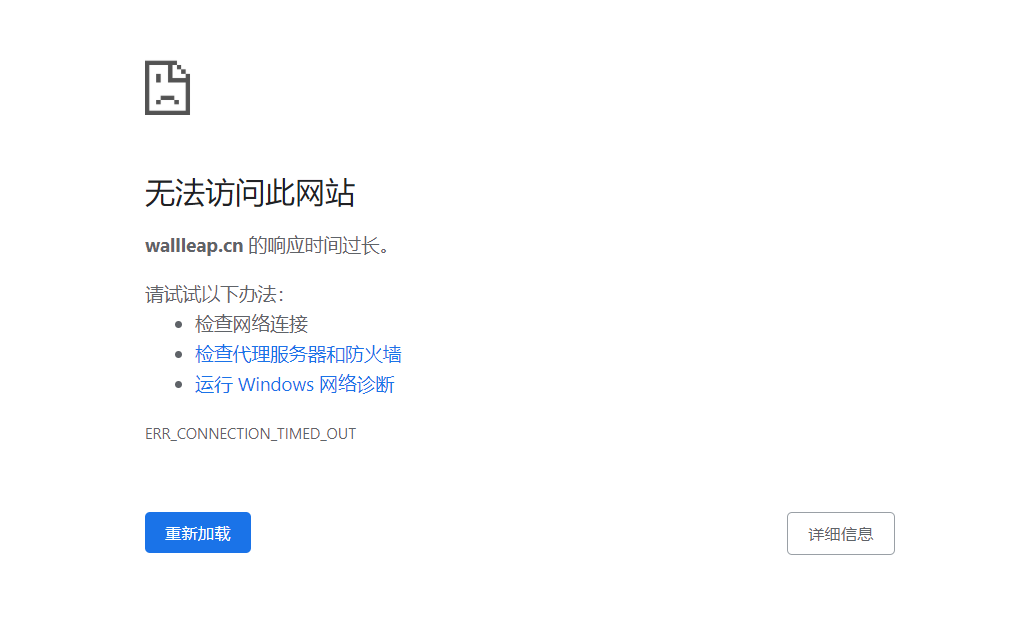 无法访问此网站
wallleap.cn 的响应时间过长。
请试试以下办法：
检查网络连接
检查代理服务器和防火墙
运行 Windows 网络诊断
ERR_CONNECTION_TIMED_OUT
重新加载
详细信息